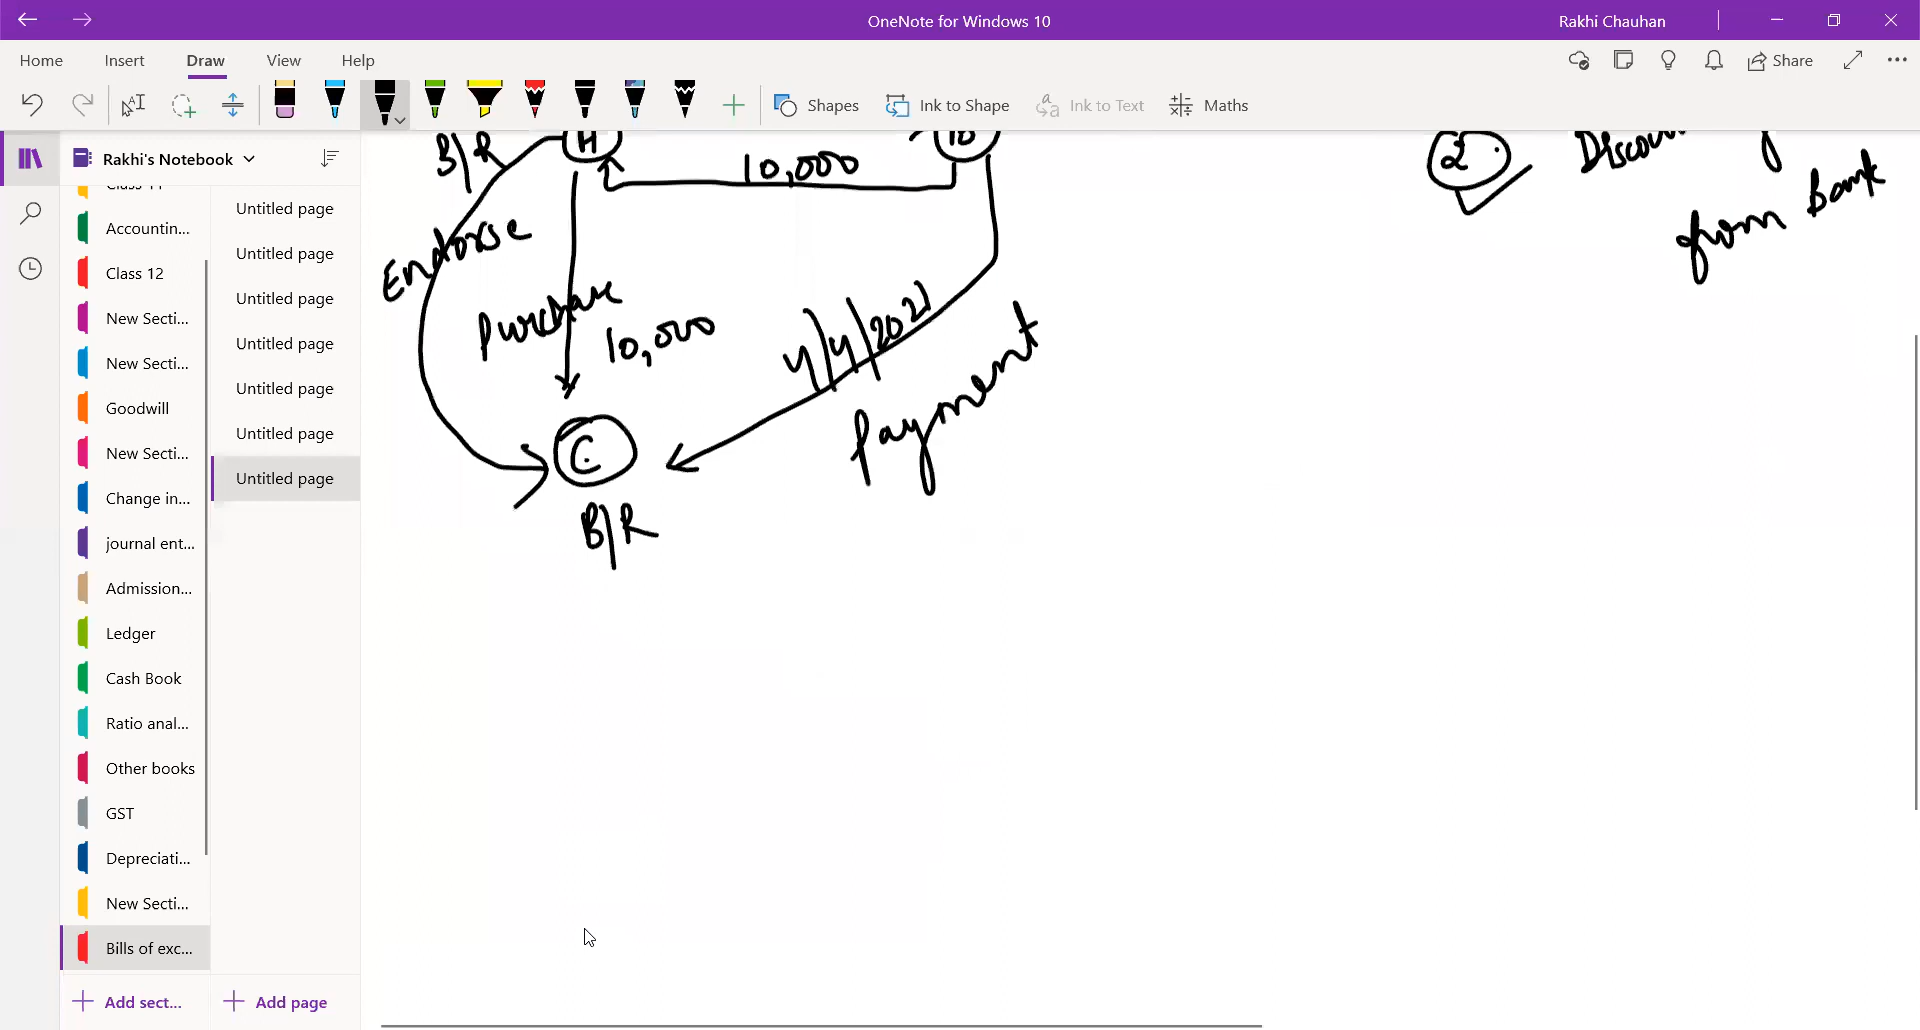 OneNote for Windows 10
Rakhi Chauhan
Home Insert Draw View Help
Share
Shapes
Ink to Shape
Ink to Text
Maths
Rakhi's Notebook
Class 11
Accountin...
Class 12
New Secti...
New Secti...
Goodwill
New Secti...
Change in...
journal ent...
Admission...
Ledger
Cash Book
Ratio anal...
Other books
GST
Depreciati...
New Secti...
Bills of exc...
Add sect...
Untitled page
Untitled page
Untitled page
Untitled page
Untitled page
Untitled page
Untitled page
Add page
B/R
A
10,000
B
Endorse
Purchase
10,000
4/4/2021
Payment
C
B/R
2
from Bank